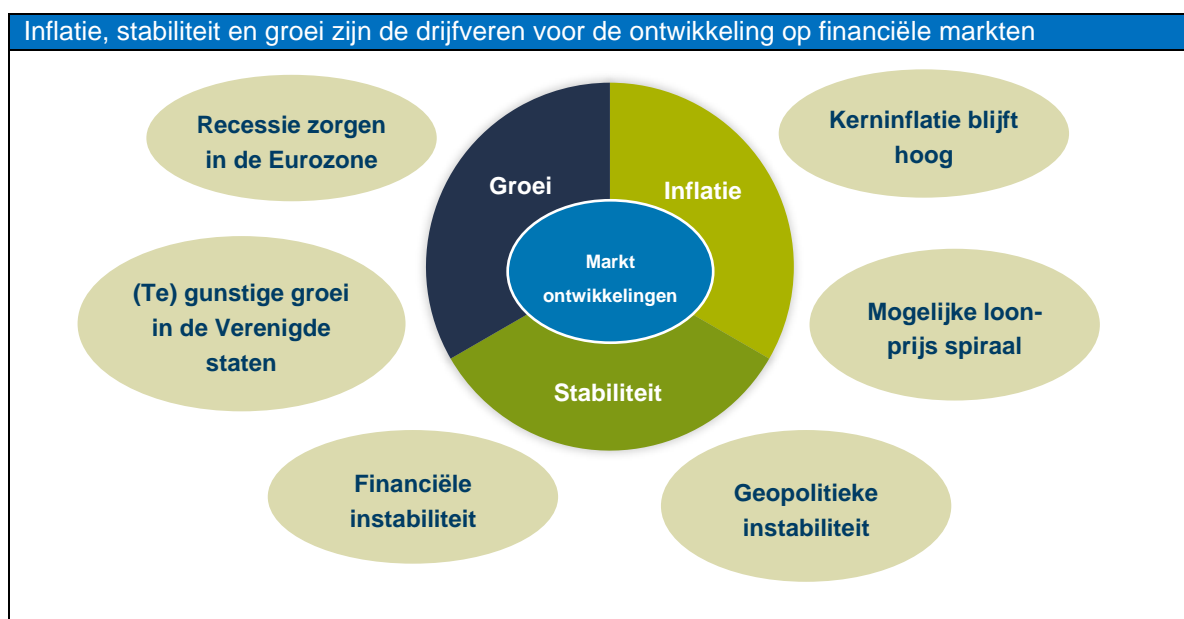 Inflatie, stabiliteit en groei zijn de drijfveren voor de ontwikkeling op financiële markten
Recessie zorgen
in de Eurozone
Kerninflatie blijft
hoog
Groei
Inflatie
Markt
ontwikkelingen
(Te) gunstige groei
in de Verenigde
staten
Mogelijke loon-
prijs spiraal
Stabiliteit
Financiële
instabiliteit
Geopolitieke
instabiliteit